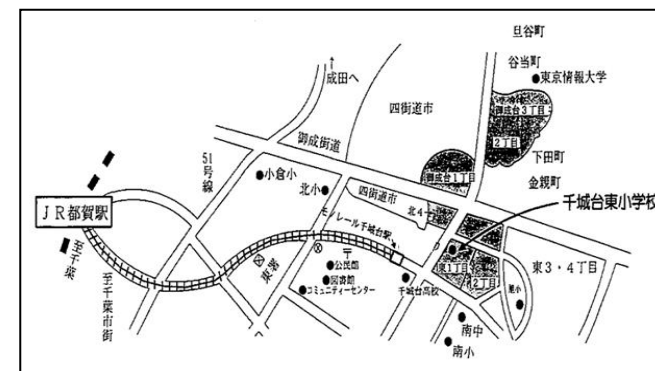 旦谷町
谷当町
東京情報大学
↑
成田へ
四街道市
御成台3丁目
2丁目
御成街道
51号線
下田町
御成台1丁目
金親町
小倉小
北小
四街道市
千城台東小学校
JR都賀駅
モノレール千城台駅
東1丁目
東3・4丁目
2丁目
至千葉
至千葉市街
東署
〒
公民館
図書館
コミュニティーセンター
千城台高校
南中
南小